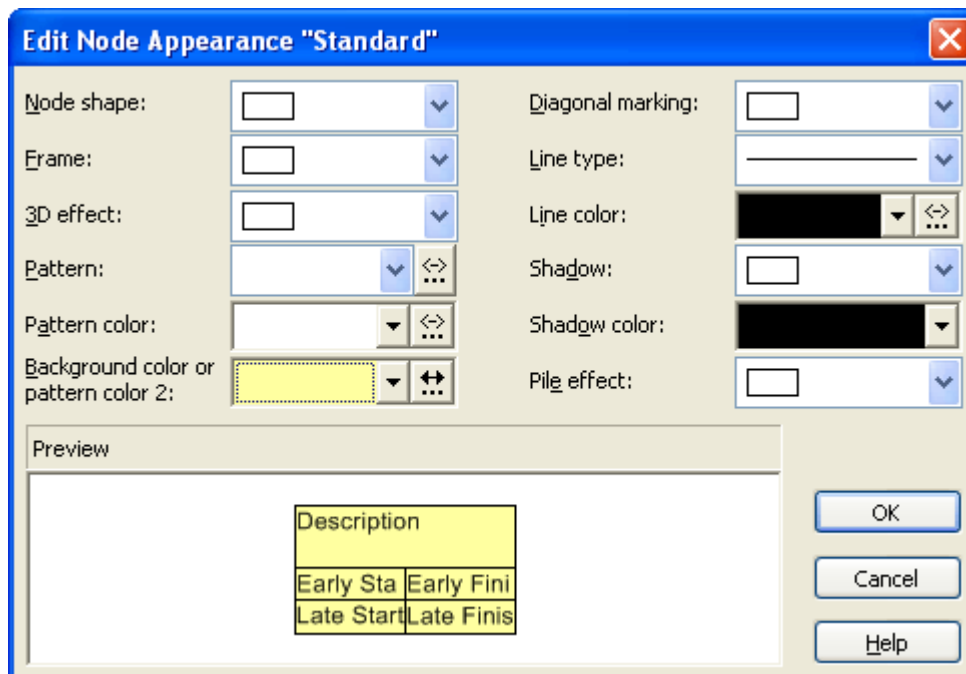 Edit Node Appearance "Standard"
Node shape:
Diagonal marking:
Frame:
Line type:
3D effect:
Line color:
Pattern:
Shadow:
Pattern color:
Shadow color:
Background color or
pattern color 2:
Pile effect:
Preview
Description
Early Sta Early Fini
Late Start Late Finis
OK
Cancel
Help